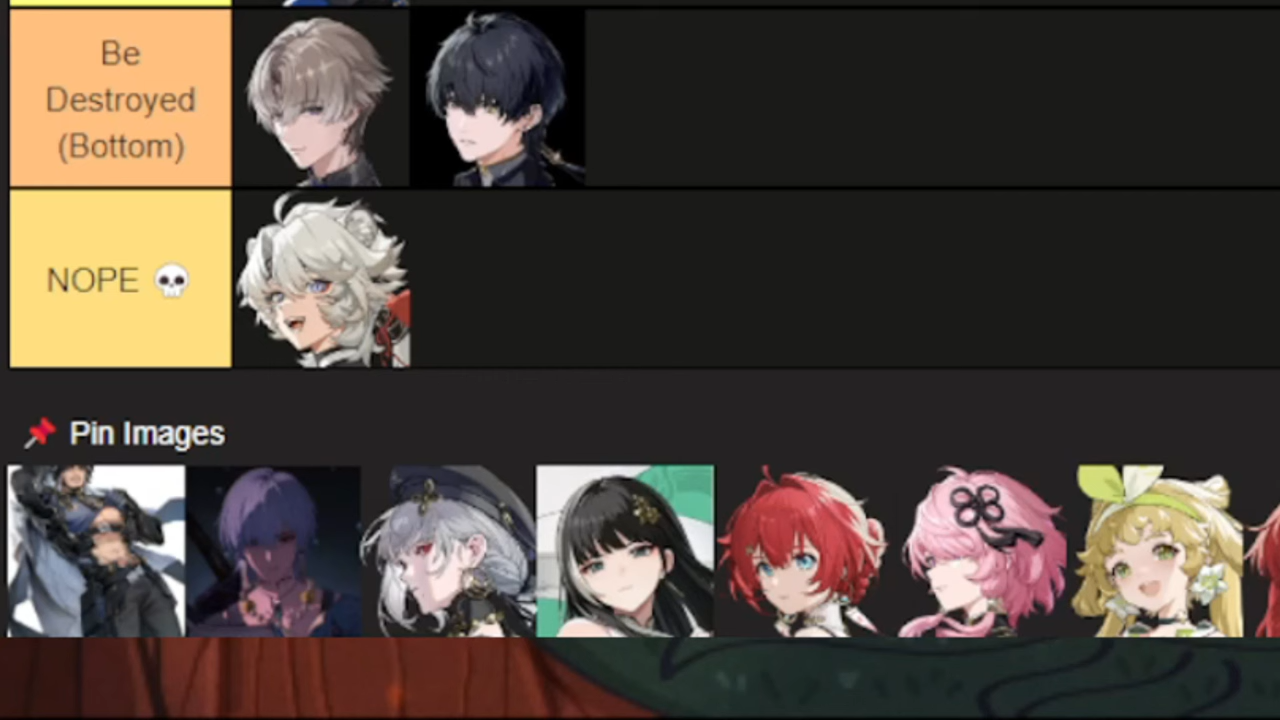 Be
Destroyed
(Bottom)
NOPE 💀
📌 Pin Images